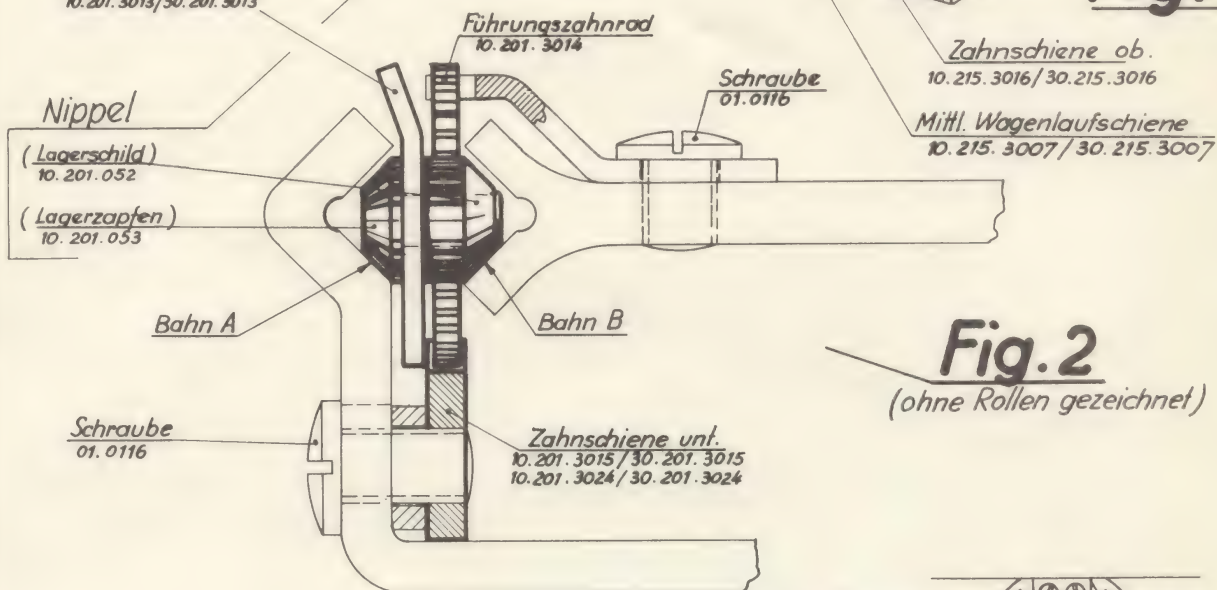 10.201.3013/30.201.3013
Führungszahnrad
10.201.3014
Zahnschiene ob.
10.215.3016/30.215.3016
Schraube
01.0116
Mittl. Wagenlaufschiene
10.215.3007/30.215.3007
Nippel
(Lagerschild)
10.201.052
(Lagerzapfen)
10.201.053
Bahn A
Bahn B
Fig.2
(ohne Rollen gezeichnet)
Schraube
01.0116
Zahnschiene unt.
10.201.3015/30.201.3015
10.201.3024/30.201.3024